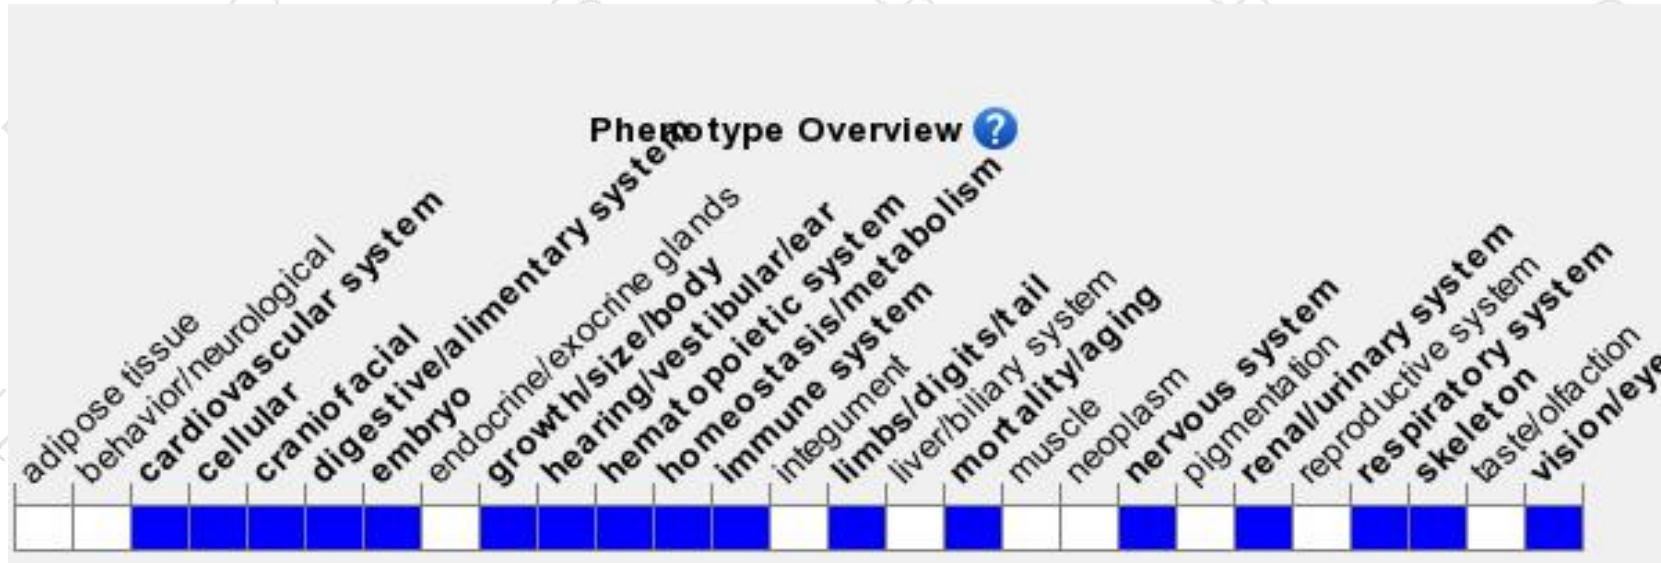 Phenotype Overview ?
adipose tissue
behavior/neurological
cardiovascular system
cellular
craniofacial
digestive/alimentary system
embryo
endocrine/exocrine glands
growth/size/body
hearing/vestibular/ear
hematopoietic system
homeostasis/metabolism
immune system
integument
limbs/digits/tail
liver/biliary system
mortality/aging
muscle
neoplasm
nervous system
pigmentation
renal/urinary system
reproductive system
respiratory system
skeleton
taste/olfaction
vision/eye